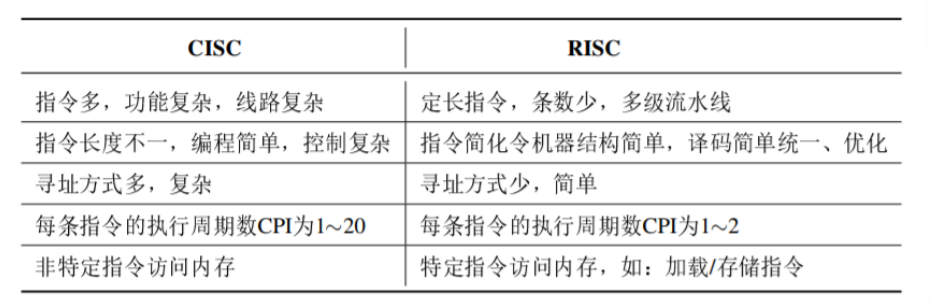 CISC RISC
指令多，功能复杂，线路复杂 定长指令，条数少，多级流水线
指令长度不一，编程简单，控制复杂 指令简化令机器结构简单，译码简单统一、优化
寻址方式多，复杂 寻址方式少，简单
每条指令的执行周期数CPI为1~20 每条指令的执行周期数CPI为1~2
非特定指令访问内存 特定指令访问内存，如：加载/存储指令